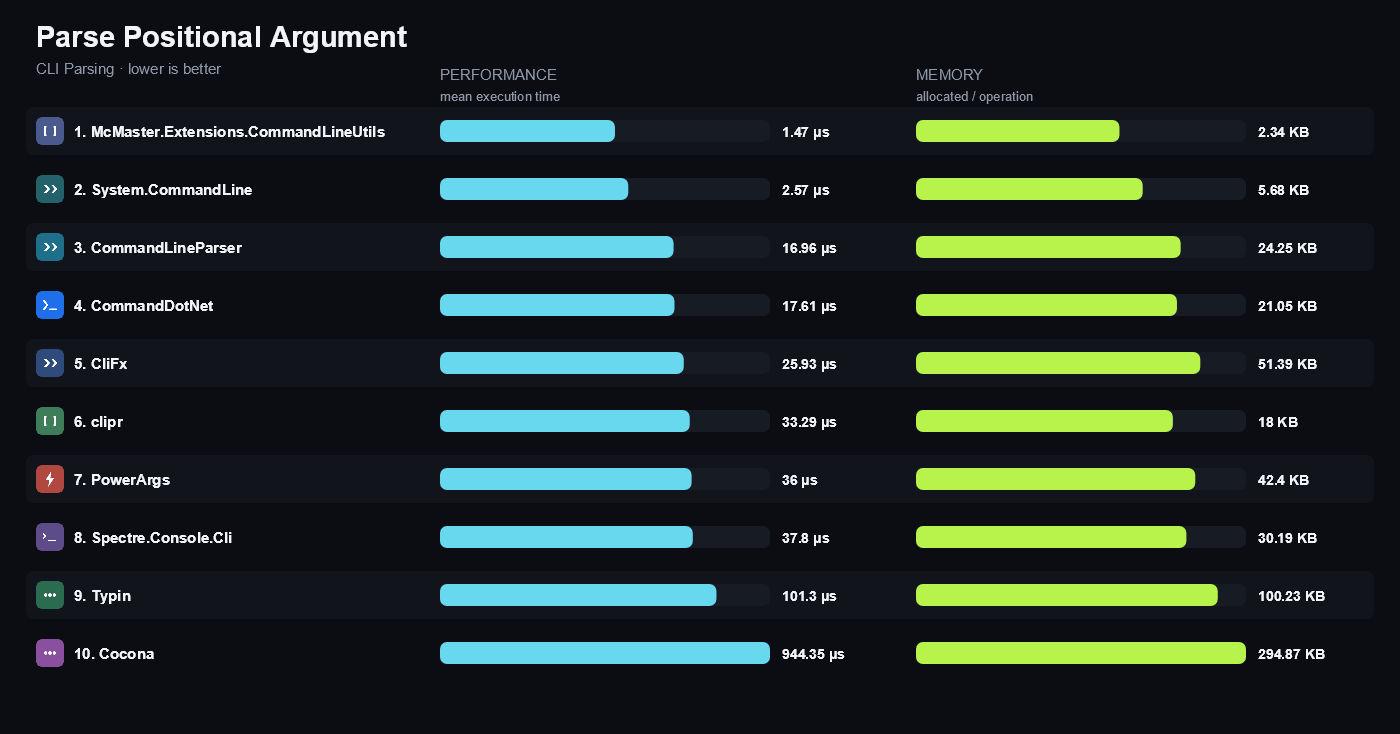 Parse Positional Argument
CLI Parsing · lower is better
PERFORMANCE
mean execution time
MEMORY
allocated / operation
[ ] 1. McMaster.Extensions.CommandLineUtils 1.47 µs 2.34 KB
›› 2. System.CommandLine 2.57 µs 5.68 KB
›› 3. CommandLineParser 16.96 µs 24.25 KB
›_ 4. CommandDotNet 17.61 µs 21.05 KB
›› 5. CliFx 25.93 µs 51.39 KB
[ ] 6. clipr 33.29 µs 18 KB
7. PowerArgs 36 µs 42.4 KB
›_ 8. Spectre.Console.Cli 37.8 µs 30.19 KB
••• 9. Typin 101.3 µs 100.23 KB
••• 10. Cocona 944.35 µs 294.87 KB